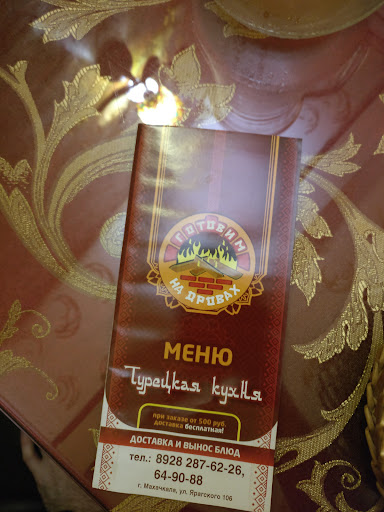 ГОТОВИМ
НА ДРОВАХ
МЕНЮ
Турецкая кухня
при заказе от 500 руб.
доставка бесплатная!
ДОСТАВКА И ВЫНОС БЛЮД
тел.: 8928 287-62-26,
64-90-88
г. Махачкала, ул. Ярагского 106